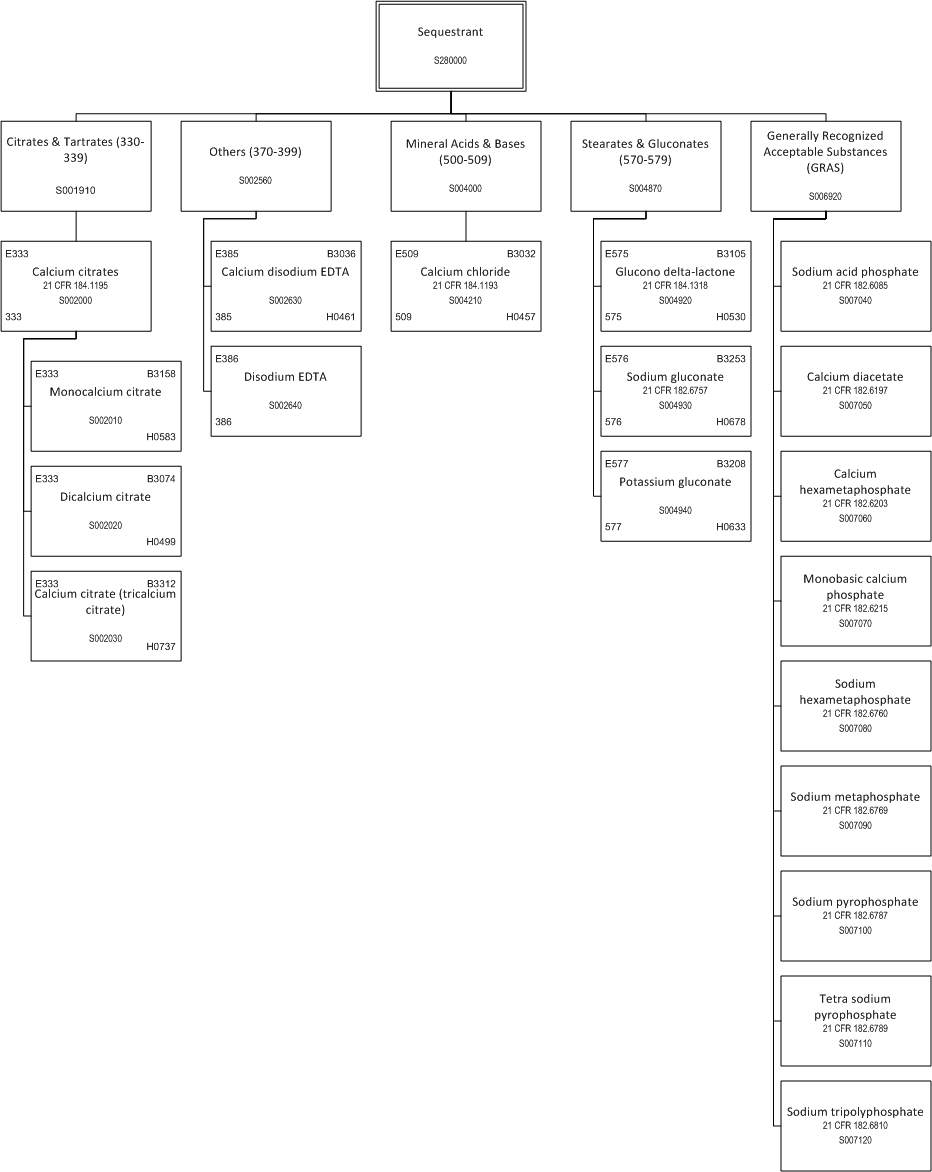 Sequestrant
S280000
Citrates & Tartrates (330-
339)
S001910
Others (370-399)
S002560
Mineral Acids & Bases
(500-509)
S004000
Stearates & Gluconates
(570-579)
S004870
Generally Recognized
Acceptable Substances
(GRAS)
S006920
E333
Calcium citrates
21 CFR 184.1195
S002000
333
E333 B3158
Monocalcium citrate
S002010
H0583
E333 B3074
Dicalcium citrate
S002020
H0499
E333 B3312
Calcium citrate (tricalcium
citrate)
S002030
H0737
E385 B3036
Calcium disodium EDTA
S002630
385 H0461
E386
Disodium EDTA
S002640
386
E509 B3032
Calcium chloride
21 CFR 184.1193
S004210
509 H0457
E575 B3105
Glucono delta-lactone
21 CFR 184.1318
S004920
575 H0530
E576 B3253
Sodium gluconate
21 CFR 182.6757
S004930
576 H0678
E577 B3208
Potassium gluconate
S004940
577 H0633
Sodium acid phosphate
21 CFR 182.6085
S007040
Calcium diacetate
21 CFR 182.6197
S007050
Calcium
hexametaphosphate
21 CFR 182.6203
S007060
Monobasic calcium
phosphate
21 CFR 182.6215
S007070
Sodium
hexametaphosphate
21 CFR 182.6760
S007080
Sodium metaphosphate
21 CFR 182.6769
S007090
Sodium pyrophosphate
21 CFR 182.6787
S007100
Tetra sodium
pyrophosphate
21 CFR 182.6789
S007110
Sodium tripolyphosphate
21 CFR 182.6810
S007120